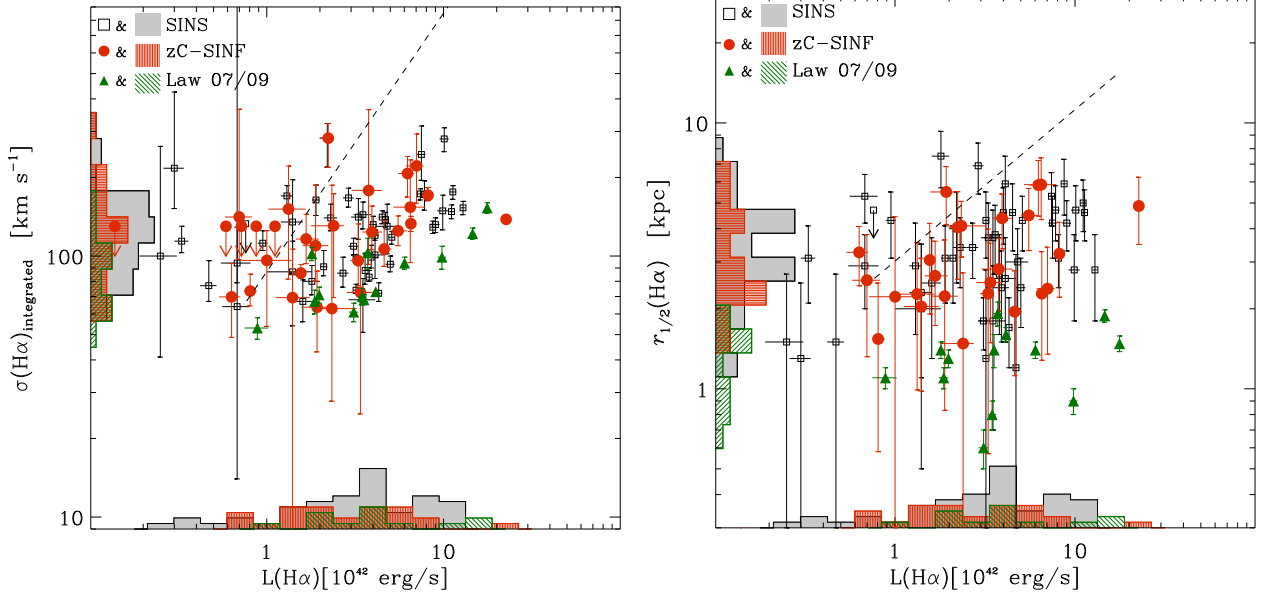 & SINS
& zC-SINF
& Law 07/09
σ(Hα)integrated [km s⁻¹]
100
10
1
10
L(Hα)[10⁴² erg/s]
& SINS
& zC-SINF
& Law 07/09
r1/2(Hα) [kpc]
10
1
1
10
L(Hα)[10⁴² erg/s]